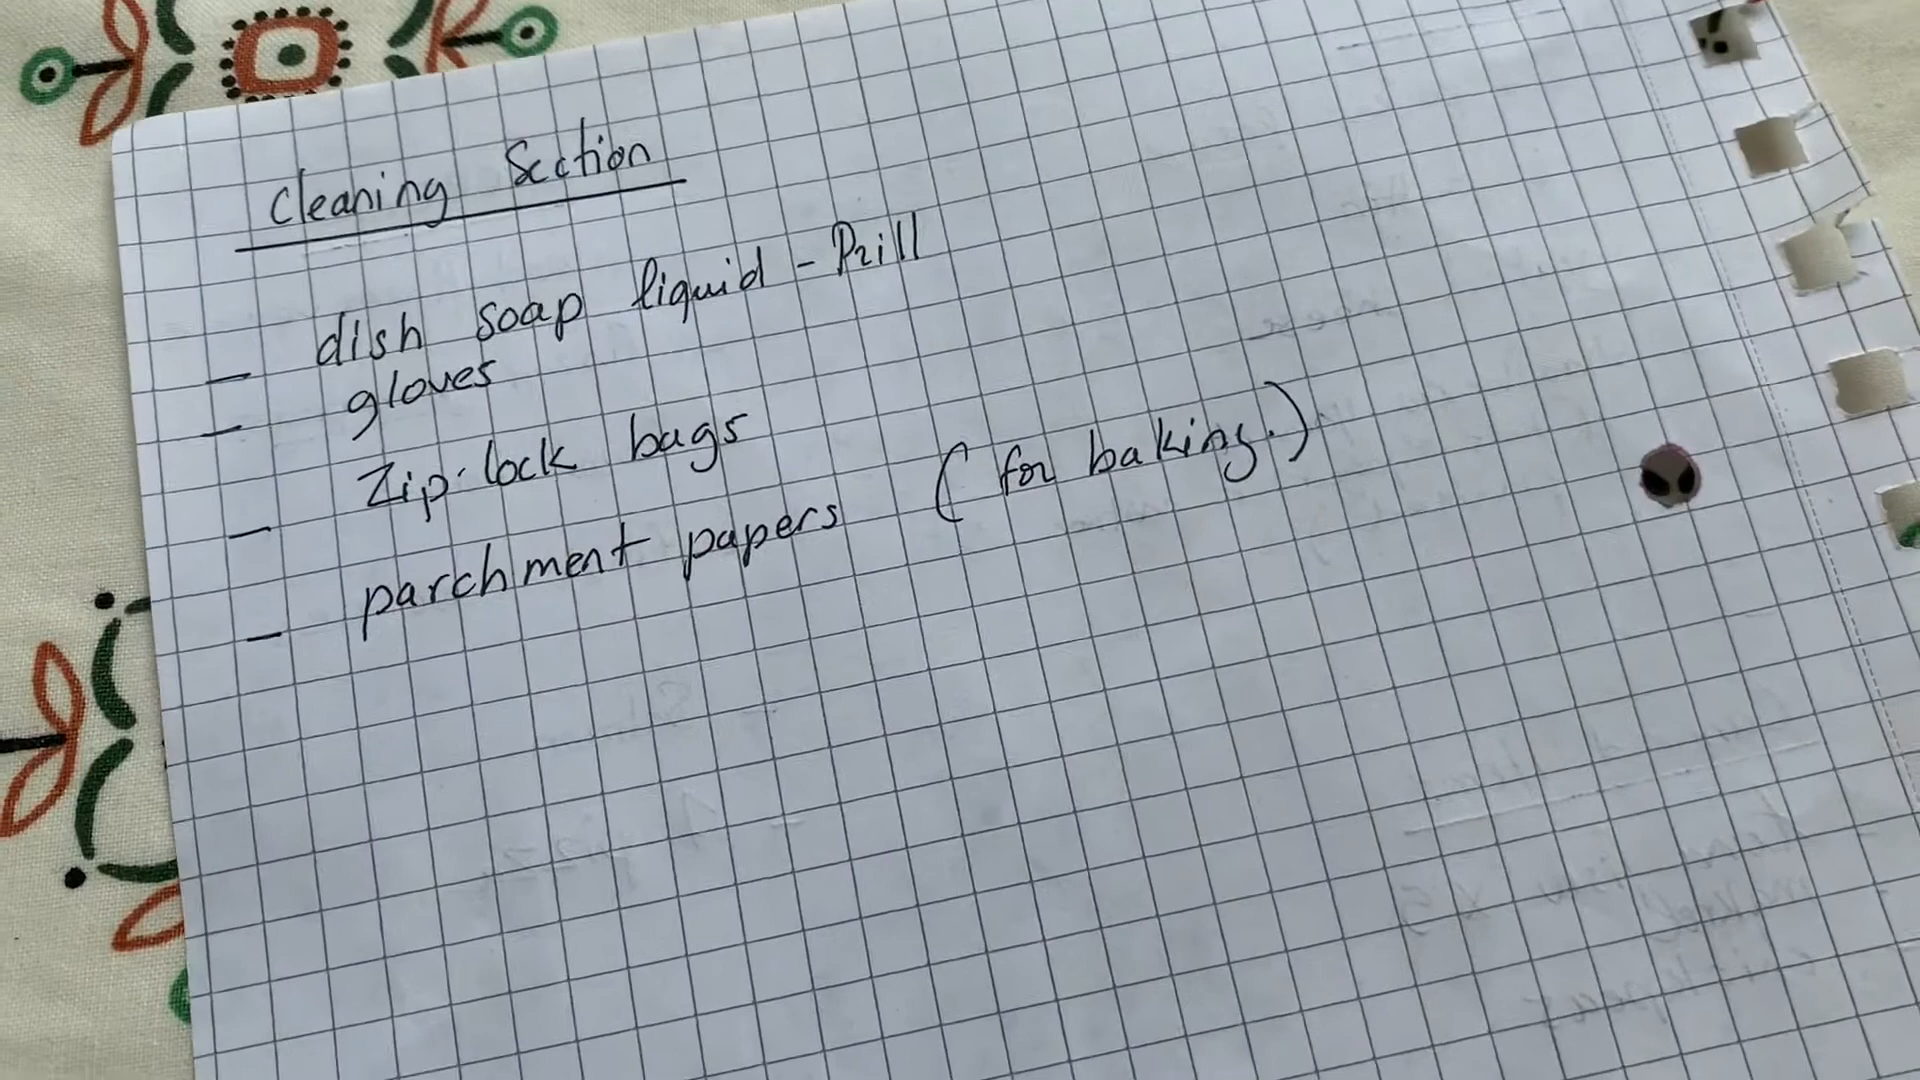 Cleaning Section
- dish soap liquid - Prill
- gloves
- Zip-lock bags
- parchment papers (for baking.)